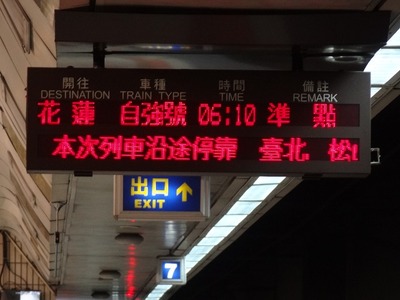 開往 車種 時間 備註
DESTINATION TRAIN TYPE TIME REMARK
花蓮 自強號 06:10 準 點
本次列車沿途停靠 臺北, 松
出口
EXIT
7